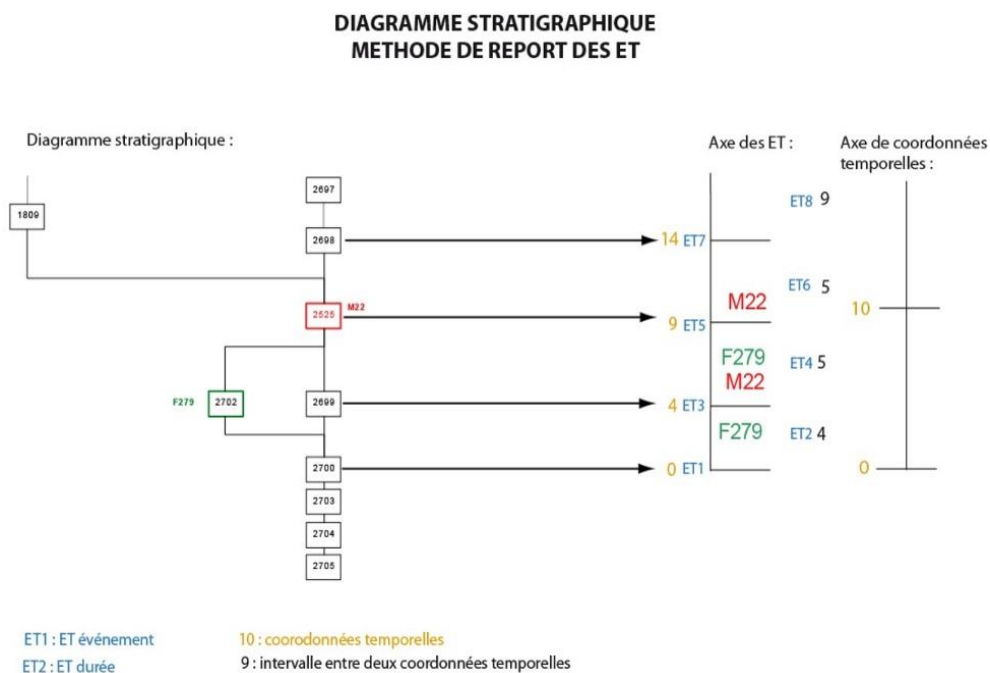 DIAGRAMME STRATIGRAPHIQUE
METHODE DE REPORT DES ET
Diagramme stratigraphique :
Axe des ET :
Axe de coordonnées
temporelles :
2697
ET8 9
1809
2698
14 ET7
ET6 5
M22
2525
M22
10
9 ET5
F279
ET4 5
M22
F279
2702
2699
4 ET3
F279
ET2 4
2700
0 ET1
0
2703
2704
2705
ET1 : ET événement
10 : coorodonnées temporelles
ET2 : ET durée
9 : intervalle entre deux coordonnées temporelles